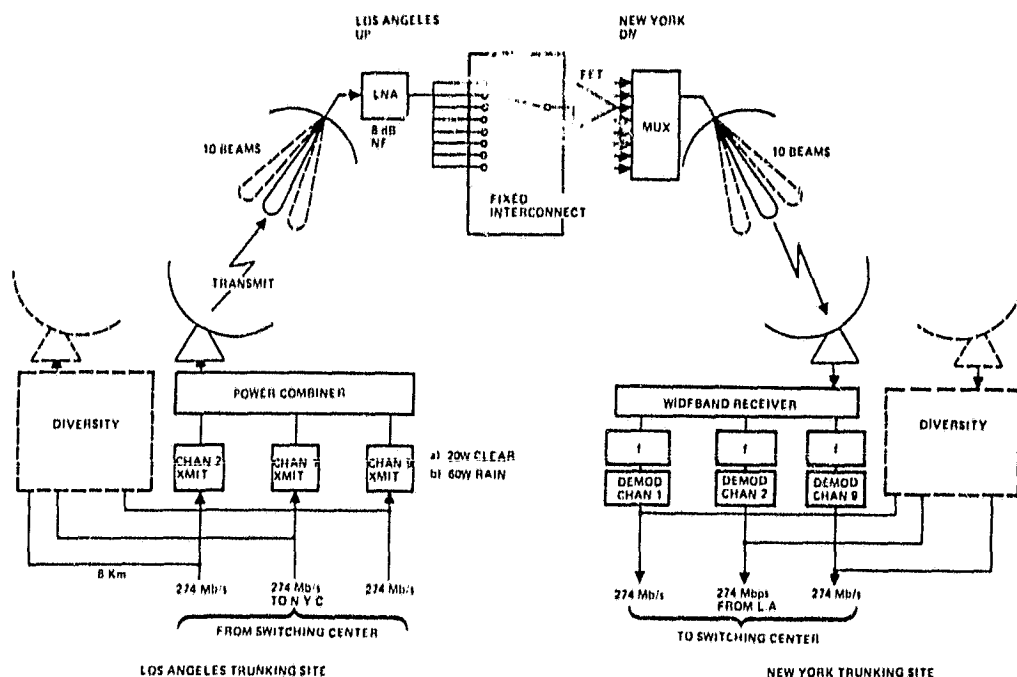 LOS ANGELES
UP
NEW YORK
DN
LNA
8 dB
NF
FET
MUX
10 BEAMS
10 BEAMS
FIXED
INTERCONNECT
TRANSMIT
POWER COMBINER
WIDEBAND RECEIVER
DIVERSITY
DIVERSITY
CHAN 2
XMIT
CHAN
XMIT
CHAN 9
XMIT
a) 20W CLEAR
b) 60W RAIN
f
f
f
DEMOD
CHAN 1
DEMOD
CHAN 2
DEMOD
CHAN 9
8 Km
274 Mb/s
274 Mb/s
TO N Y C
274 Mb/s
FROM SWITCHING CENTER
274 Mb/s
274 Mbps
FROM L.A
274 Mb/s
TO SWITCHING CENTER
LOS ANGELES TRUNKING SITE
NEW YORK TRUNKING SITE